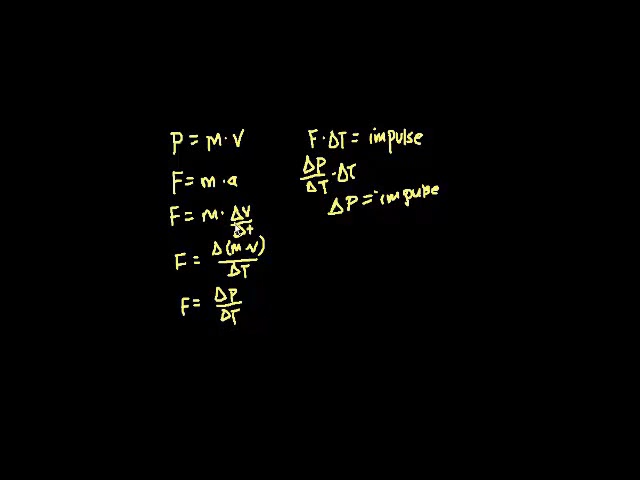 P = m · v
F = m · a
F = m · Δv/Δt
F = Δ(m·v)/ΔT
F = ΔP/ΔT
F · ΔT = impulse
ΔP/ΔT · ΔT
ΔP = impulse